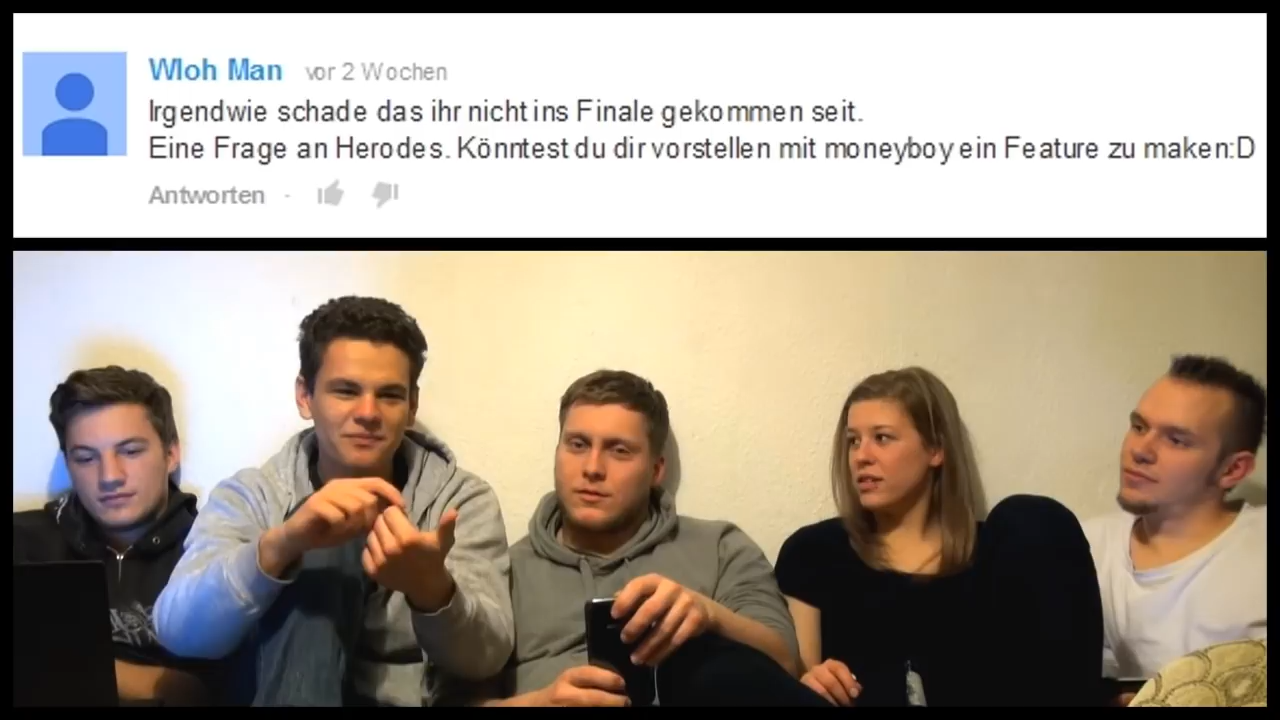 Wloh Man vor 2 Wochen
Irgendwie schade das ihr nicht ins Finale gekommen seit.
Eine Frage an Herodes. Könntest du dir vorstellen mit moneyboy ein Feature zu maken:D
Antworten ·